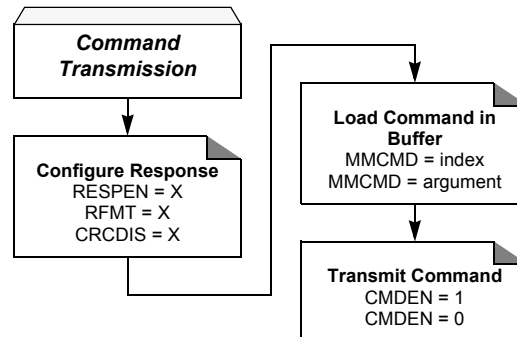 Command
Transmission
Configure Response
RESPEN = X
RFMT = X
CRCDIS = X
Load Command in
Buffer
MMCMD = index
MMCMD = argument
Transmit Command
CMDEN = 1
CMDEN = 0